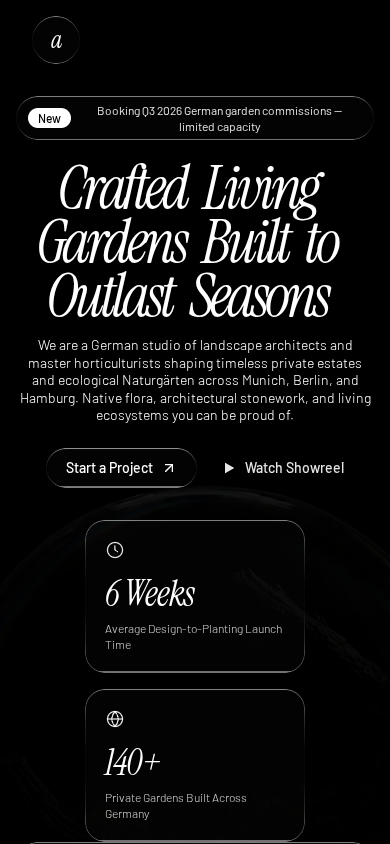 a
New
Booking Q3 2026 German garden commissions —
limited capacity
Crafted Living
Gardens Built to
Outlast Seasons
We are a German studio of landscape architects and
master horticulturists shaping timeless private estates
and ecological Naturgärten across Munich, Berlin, and
Hamburg. Native flora, architectural stonework, and living
ecosystems you can be proud of.
Start a Project
Watch Showreel
6 Weeks
Average Design-to-Planting Launch
Time
140+
Private Gardens Built Across
Germany